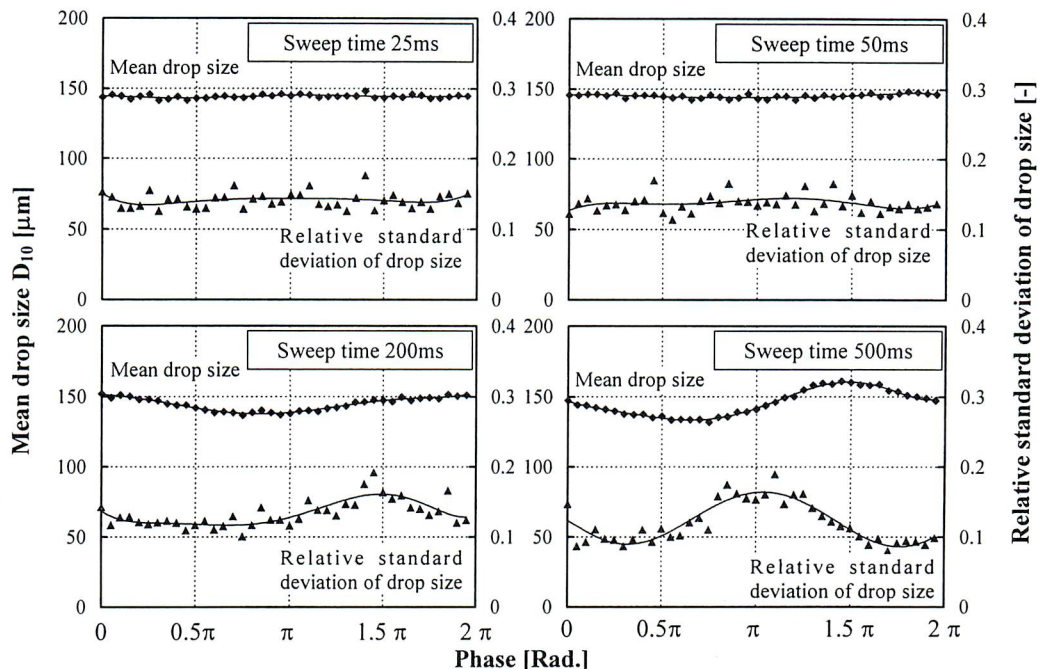 200
150
100
50
0
Sweep time 25ms
Mean drop size
Relative standard
deviation of drop size
0.4
0.3
0.2
0.1
0
200
150
100
50
0
Sweep time 50ms
Mean drop size
Relative standard
deviation of drop size
0.4
0.3
0.2
0.1
0
Mean drop size D10 [μm]
Relative standard deviation of drop size [-]
200
150
100
50
0
Sweep time 200ms
Mean drop size
Relative standard
deviation of drop size
0.4
0.3
0.2
0.1
0
0 0.5π π 1.5 π 2 π
200
150
100
50
0
Sweep time 500ms
Mean drop size
Relative standard
deviation of drop size
0.4
0.3
0.2
0.1
0
0 0.5π π 1.5 π 2 π
Phase [Rad.]